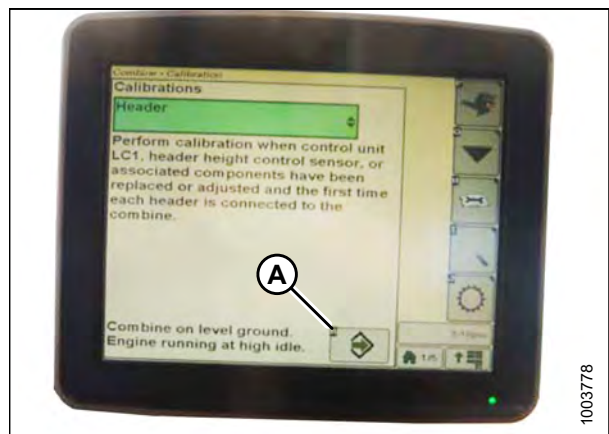 Combine - Calibration
Calibrations
Header
Perform calibration when control unit
LC1, header height control sensor, or
associated components have been
replaced or adjusted and the first time
each header is connected to the
combine.
A
Combine on level ground.
Engine running at high idle.
1/5
1003778